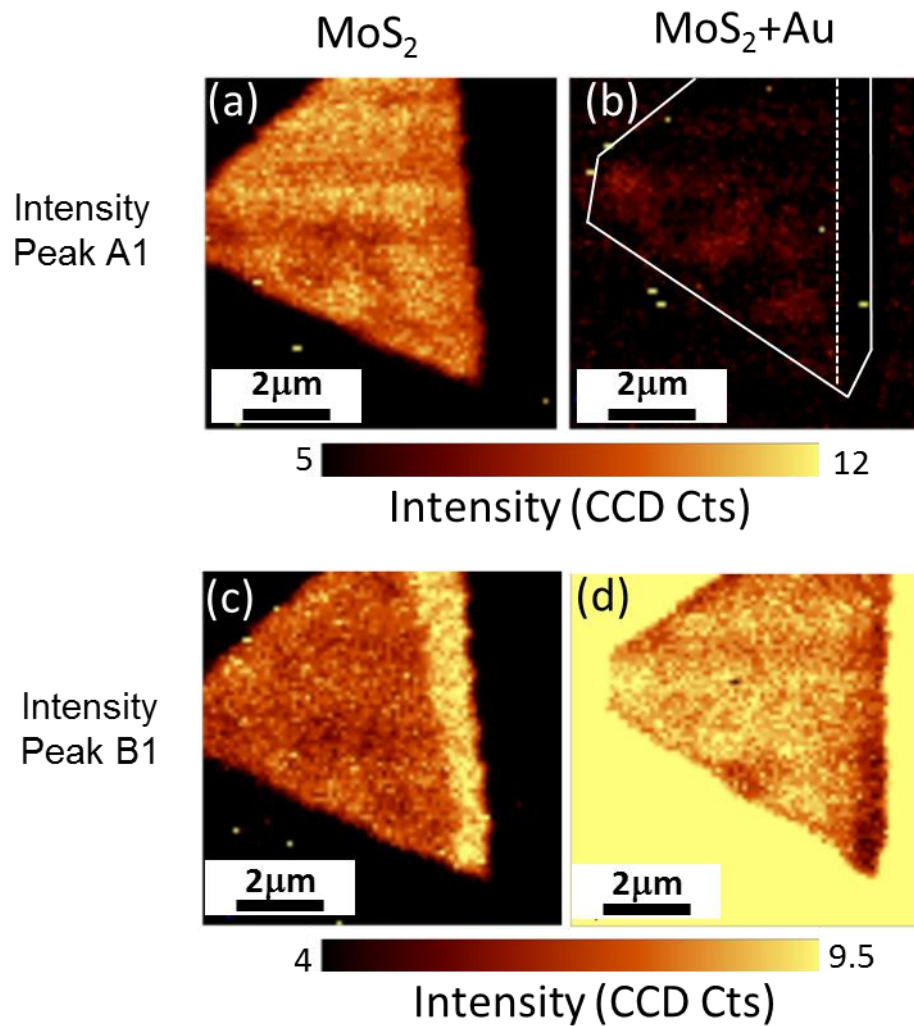 MoS₂
MoS₂+Au
Intensity
Peak A1
(a)
(b)
2μm
2μm
5
12
Intensity (CCD Cts)
Intensity
Peak B1
(c)
(d)
2μm
2μm
4
9.5
Intensity (CCD Cts)